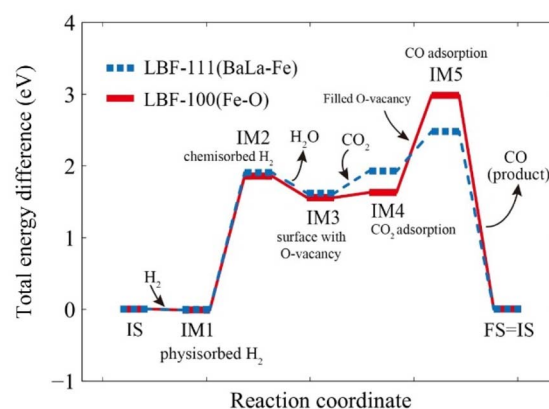 4
3
2
1
0
−1
Total energy difference (eV)
Reaction coordinate
LBF-111(BaLa-Fe)
LBF-100(Fe-O)
IS
H₂
IM1
physisorbed H₂
IM2
chemisorbed H₂
H₂O
IM3
surface with
O-vacancy
CO₂
IM4
CO₂ adsorption
Filled O-vacancy
CO adsorption
IM5
CO
(product)
FS=IS